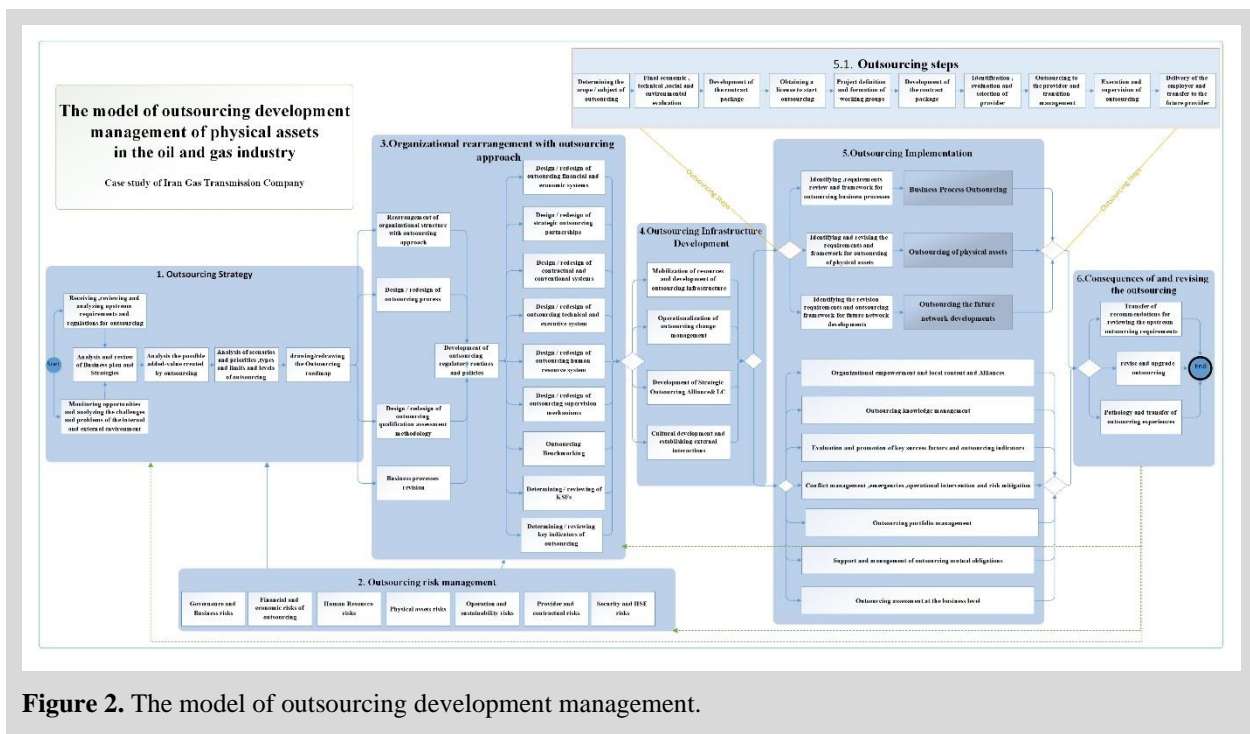 The model of outsourcing development
management of physical assets
in the oil and gas industry
Case study of Iran Gas Transmission Company
5.1. Outsourcing steps
Determining the
scope / subject of
outsourcing
Final economic ,
technical ,social and
environmental
evaluation
Development of
the contract
package
Obtaining a
license to start
outsourcing
Project definition
and formation of
working groups
Development of
the contract
package
Identification ,
evaluation and
selection of
provider
Outsourcing to
the provider and
transition
management
Execution and
supervision of
outsourcing
Delivery of the
employer and
transfer to the
future provider
Outsourcing Steps
Outsourcing Steps
1. Outsourcing Strategy
Start
Receiving ,reviewing and
analyzing upstream
requirements and
regulations for outsourcing
Analysis and review
of Business plan and
Strategies
Monitoring opportunities
and analyzing the challenges
and problems of the internal
and external environment
Analysis the possible
added-value created
by outsourcing
Analysis of scenarios
and priorities ,types
and limits and levels
of outsourcing
drawing/redrawing
the Outsourcing
roadmap
2. Outsourcing risk management
Governance and
Business risks
Financial and
economic risks of
outsourcing
Human Resource
risks
Physical assets risks
Operation and
sustainability risks
Provider and
contractual risks
Security and HSE
risks
3.Organizational rearrangement with outsourcing
approach
Rearrangement of
organizational structure
with outsourcing
approach
Design / redesign of
outsourcing process
Design / redesign of
outsourcing
qualification assessment
methodology
Business processes
revision
Development of
outsourcing
regulatory routines
and policies
Design / redesign of
outsourcing financial and
economic systems
Design / redesign of
strategic outsourcing
partnerships
Design / redesign of
contractual and
conventional systems
Design / redesign of
outsourcing technical and
executive system
Design / redesign of
outsourcing human
resource system
Design / redesign of
outsourcing supervision
mechanisms
Outsourcing
Benchmarking
Determining / reviewing of
KSFs
Determining / reviewing
key indicators of
outsourcing
4.Outsourcing Infrastructure
Development
Mobilization of resources
and development of
outsourcing infrastructure
Operationalization of
outsourcing change
management
Development of Strategic
Outsourcing Alliance& LC
Cultural development and
establishing external
interactions
5.Outsourcing Implementation
Identifying ,requirements
review and framework for
outsourcing business processes
Business Process Outsourcing
Identifying and revising the
requirements and
framework for outsourcing
of physical assets
Outsourcing of physical assets
Identifying the revision
requirements and outsourcing
framework for future network
developments
Outsourcing the future
network developments
Organizational empowerment and local content and Alliances
Outsourcing knowledge management
Evaluation and promotion of key success factors and outsourcing indicators
Conflict management ,emergencies ,operational intervention and risk mitigation
Outsourcing portfolio management
Support and management of outsourcing mutual obligations
Outsourcing assessment at the business level
6.Consequences of and revising
the outsourcing
Transfer of
recommendations for
reviewing the upstream
outsourcing requirements
revise and upgrade
outsourcing
Pathology and transfer of
outsourcing experiences
End
Figure 2. The model of outsourcing development management.